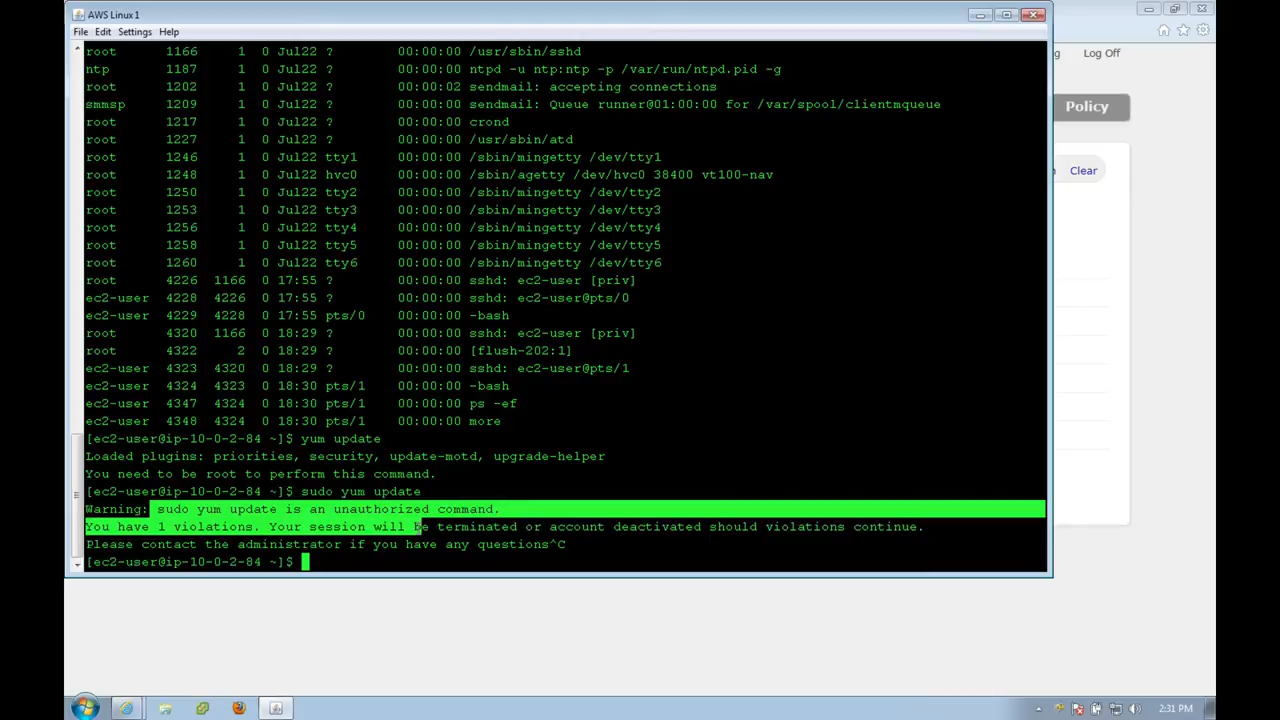 AWS Linux 1
File Edit Settings Help
Log Off
Policy
Clear
root 1166 1 0 Jul22 ? 00:00:00 /usr/sbin/sshd
ntp 1187 1 0 Jul22 ? 00:00:00 ntpd -u ntp:ntp -p /var/run/ntpd.pid -g
root 1202 1 0 Jul22 ? 00:00:02 sendmail: accepting connections
smmsp 1209 1 0 Jul22 ? 00:00:00 sendmail: Queue runner@01:00:00 for /var/spool/clientmqueue
root 1217 1 0 Jul22 ? 00:00:00 crond
root 1227 1 0 Jul22 ? 00:00:00 /usr/sbin/atd
root 1246 1 0 Jul22 tty1 00:00:00 /sbin/mingetty /dev/tty1
root 1248 1 0 Jul22 hvc0 00:00:00 /sbin/agetty /dev/hvc0 38400 vt100-nav
root 1250 1 0 Jul22 tty2 00:00:00 /sbin/mingetty /dev/tty2
root 1253 1 0 Jul22 tty3 00:00:00 /sbin/mingetty /dev/tty3
root 1256 1 0 Jul22 tty4 00:00:00 /sbin/mingetty /dev/tty4
root 1258 1 0 Jul22 tty5 00:00:00 /sbin/mingetty /dev/tty5
root 1260 1 0 Jul22 tty6 00:00:00 /sbin/mingetty /dev/tty6
root 4226 1166 0 17:55 ? 00:00:00 sshd: ec2-user [priv]
ec2-user 4228 4226 0 17:55 ? 00:00:00 sshd: ec2-user@pts/0
ec2-user 4229 4228 0 17:55 pts/0 00:00:00 -bash
root 4320 1166 0 18:29 ? 00:00:00 sshd: ec2-user [priv]
root 4322 2 0 18:29 ? 00:00:00 [flush-202:1]
ec2-user 4323 4320 0 18:29 ? 00:00:00 sshd: ec2-user@pts/1
ec2-user 4324 4323 0 18:30 pts/1 00:00:00 -bash
ec2-user 4347 4324 0 18:30 pts/1 00:00:00 ps -ef
ec2-user 4348 4324 0 18:30 pts/1 00:00:00 more
[ec2-user@ip-10-0-2-84 ~]$ yum update
Loaded plugins: priorities, security, update-motd, upgrade-helper
You need to be root to perform this command.
[ec2-user@ip-10-0-2-84 ~]$ sudo yum update
Warning: sudo yum update is an unauthorized command.
You have 1 violations. Your session will be terminated or account deactivated should violations continue.
Please contact the administrator if you have any questions^C
[ec2-user@ip-10-0-2-84 ~]$
2:31 PM